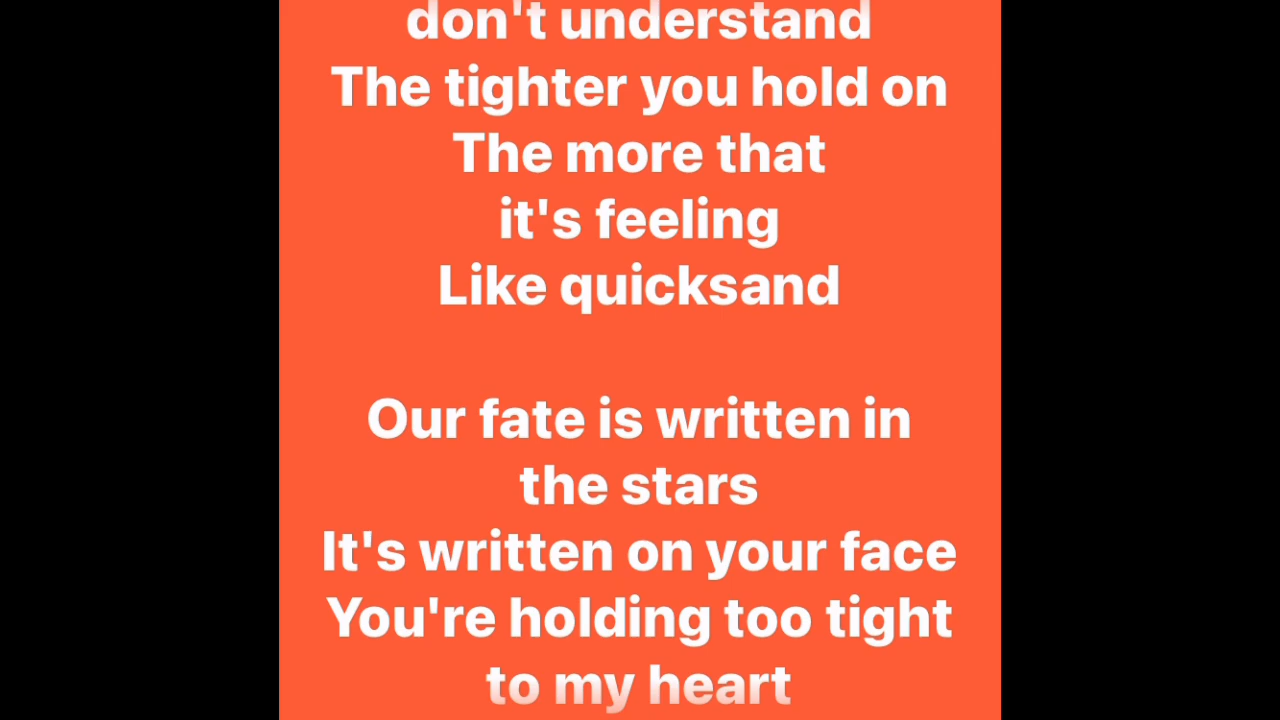 don't understand
The tighter you hold on
The more that
it's feeling
Like quicksand
Our fate is written in
the stars
It's written on your face
You're holding too tight
to my heart